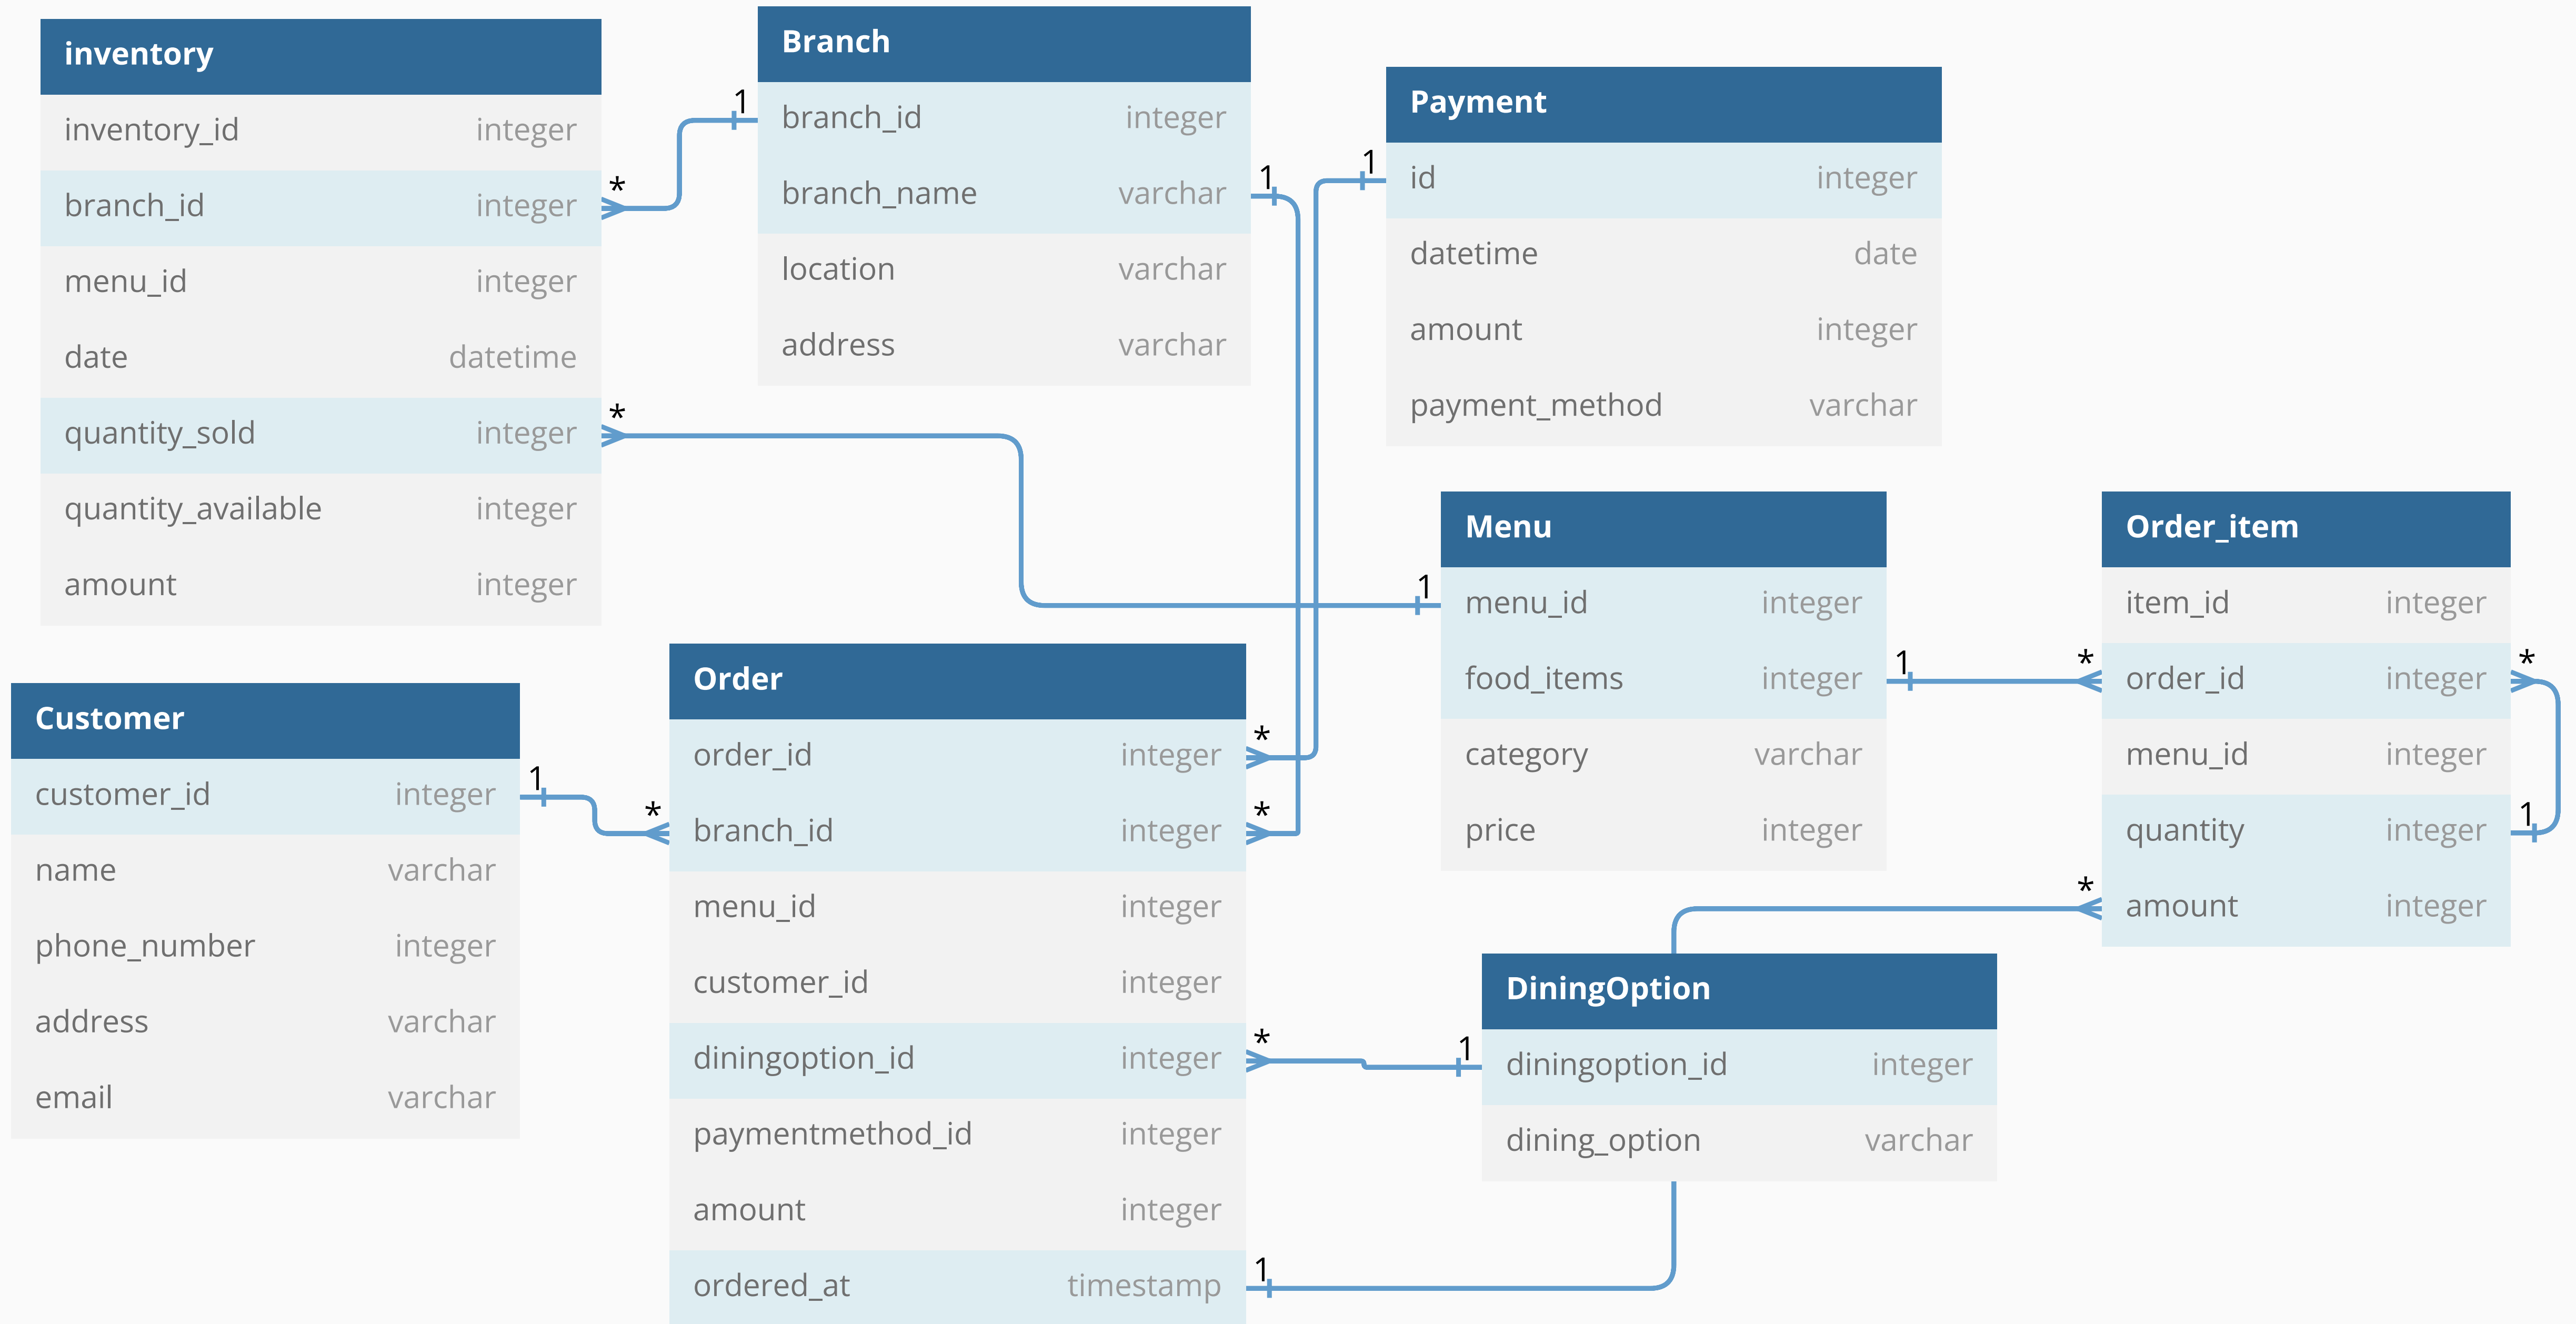 inventory
inventory_id integer
branch_id integer
menu_id integer
date datetime
quantity_sold integer
quantity_available integer
amount integer
*
*
Branch
branch_id integer
branch_name varchar
location varchar
address varchar
1
1
Payment
id integer
datetime date
amount integer
payment_method varchar
1
Menu
menu_id integer
food_items integer
category varchar
price integer
1
1
Order_item
item_id integer
order_id integer
menu_id integer
quantity integer
amount integer
*
*
1
*
Customer
customer_id integer
name varchar
phone_number integer
address varchar
email varchar
1
Order
order_id integer
branch_id integer
menu_id integer
customer_id integer
diningoption_id integer
paymentmethod_id integer
amount integer
ordered_at timestamp
*
*
*
*
1
DiningOption
diningoption_id integer
dining_option varchar
1